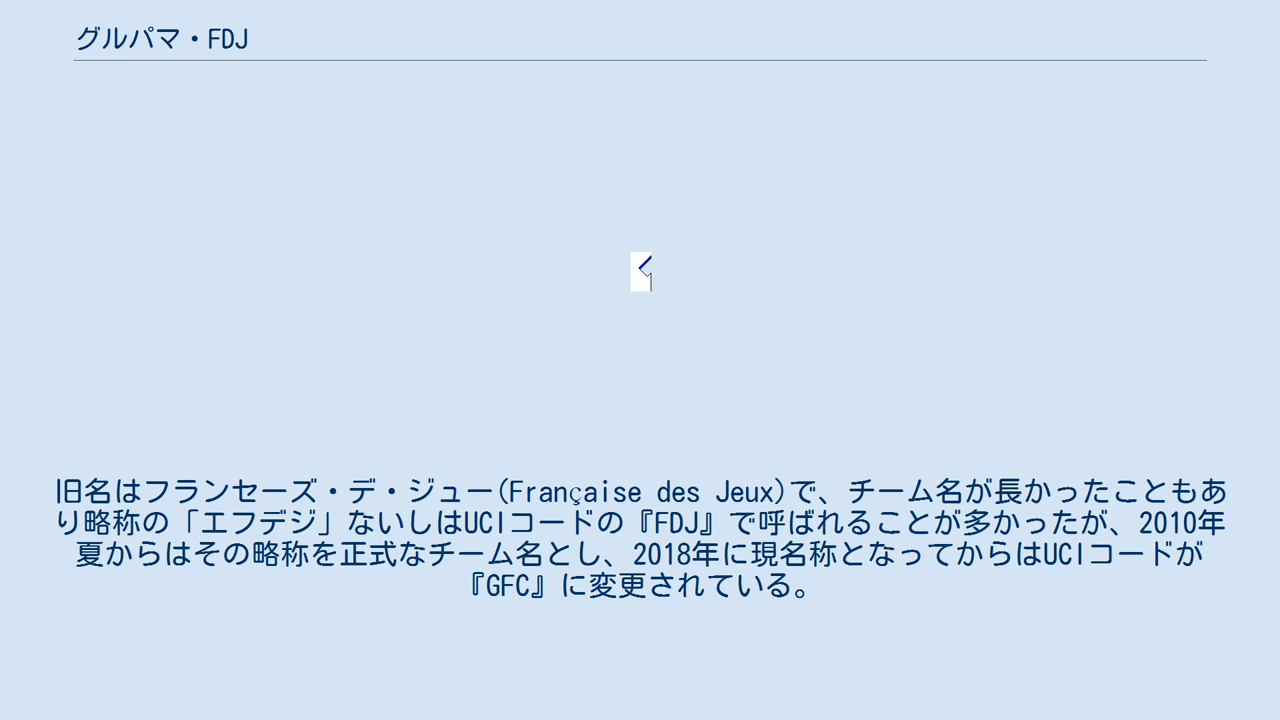 グルパマ・FDJ
旧名はフランセーズ・デ・ジュー(Française des Jeux)で、チーム名が長かったこともあ
り略称の「エフデジ」ないしはUCIコードの『FDJ』で呼ばれることが多かったが、2010年
夏からはその略称を正式なチーム名とし、2018年に現名称となってからはUCIコードが
『GFC』に変更されている。